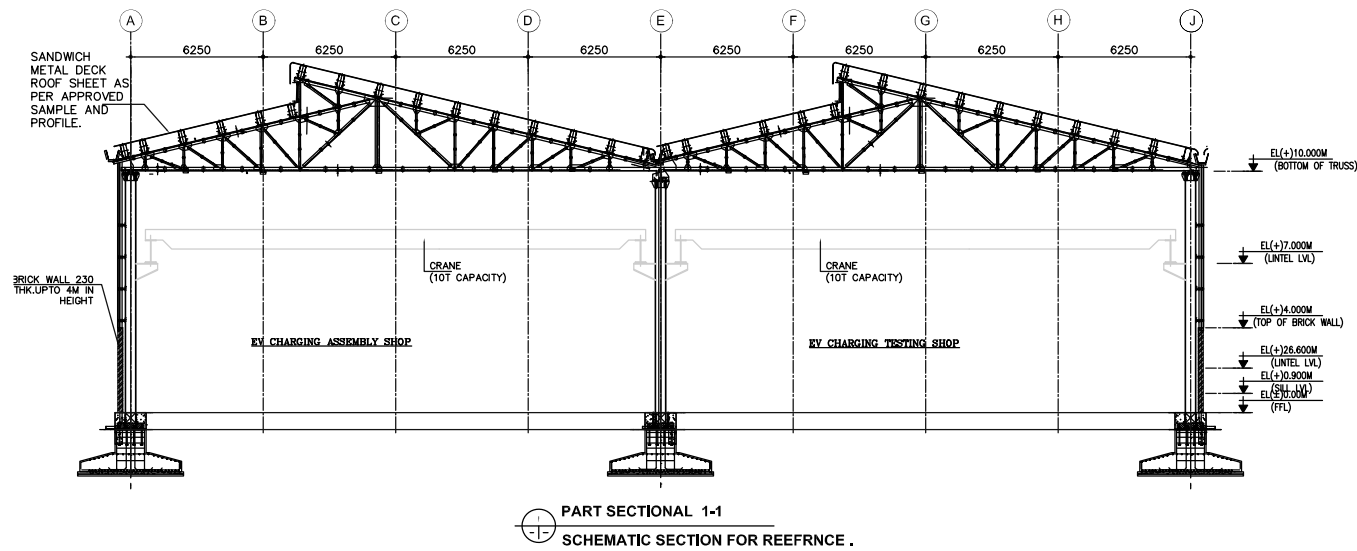 A B C D E F G H J
6250 6250 6250 6250 6250 6250 6250 6250
SANDWICH
METAL DECK
ROOF SHEET AS
PER APPROVED
SAMPLE AND
PROFILE.
EL(+)10.000M
(BOTTOM OF TRUSS)
CRANE
(10T CAPACITY)
CRANE
(10T CAPACITY)
EL(+)7.000M
(LINTEL LVL)
BRICK WALL 230
THK.UPTO 4M IN
HEIGHT
EL(+)4.000M
(TOP OF BRICK WALL)
EV CHARGING ASSEMBLY SHOP
EV CHARGING TESTING SHOP
EL(+)26.600M
(LINTEL LVL)
EL(+)0.900M
(SILL LVL)
EL(±)0.00M
(FFL)
PART SECTIONAL 1-1
SCHEMATIC SECTION FOR REEFRNCE .